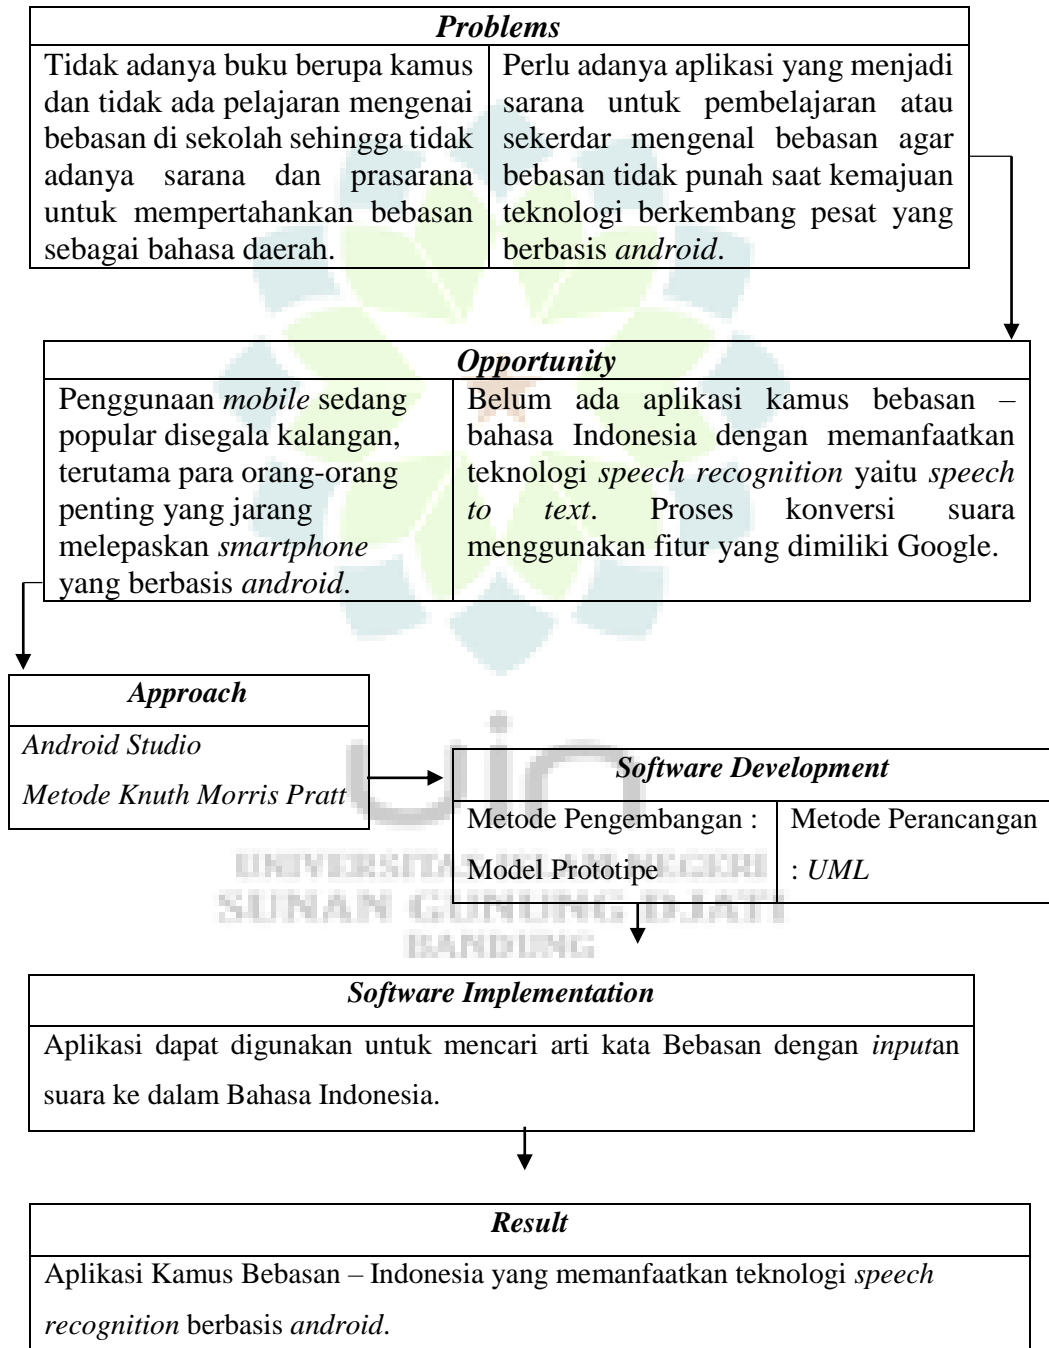 Problems
Tidak adanya buku berupa kamus
dan tidak ada pelajaran mengenai
bebasan di sekolah sehingga tidak
adanya sarana dan prasarana
untuk mempertahankan bebasan
sebagai bahasa daerah.
Perlu adanya aplikasi yang menjadi
sarana untuk pembelajaran atau
sekerdar mengenal bebasan agar
bebasan tidak punah saat kemajuan
teknologi berkembang pesat yang
berbasis android.
Opportunity
Penggunaan mobile sedang
popular disegala kalangan,
terutama para orang-orang
penting yang jarang
melepaskan smartphone
yang berbasis android.
Belum ada aplikasi kamus bebasan –
bahasa Indonesia dengan memanfaatkan
teknologi speech recognition yaitu speech
to text. Proses konversi suara
menggunakan fitur yang dimiliki Google.
Approach
Android Studio
Metode Knuth Morris Pratt
Software Development
Metode Pengembangan :
Model Prototipe
Metode Perancangan
: UML
uin
UNIVERSITAS ISLAM NEGERI
SUNAN GUNUNG DJATI
BANDUNG
Software Implementation
Aplikasi dapat digunakan untuk mencari arti kata Bebasan dengan inputan
suara ke dalam Bahasa Indonesia.
Result
Aplikasi Kamus Bebasan – Indonesia yang memanfaatkan teknologi speech
recognition berbasis android.